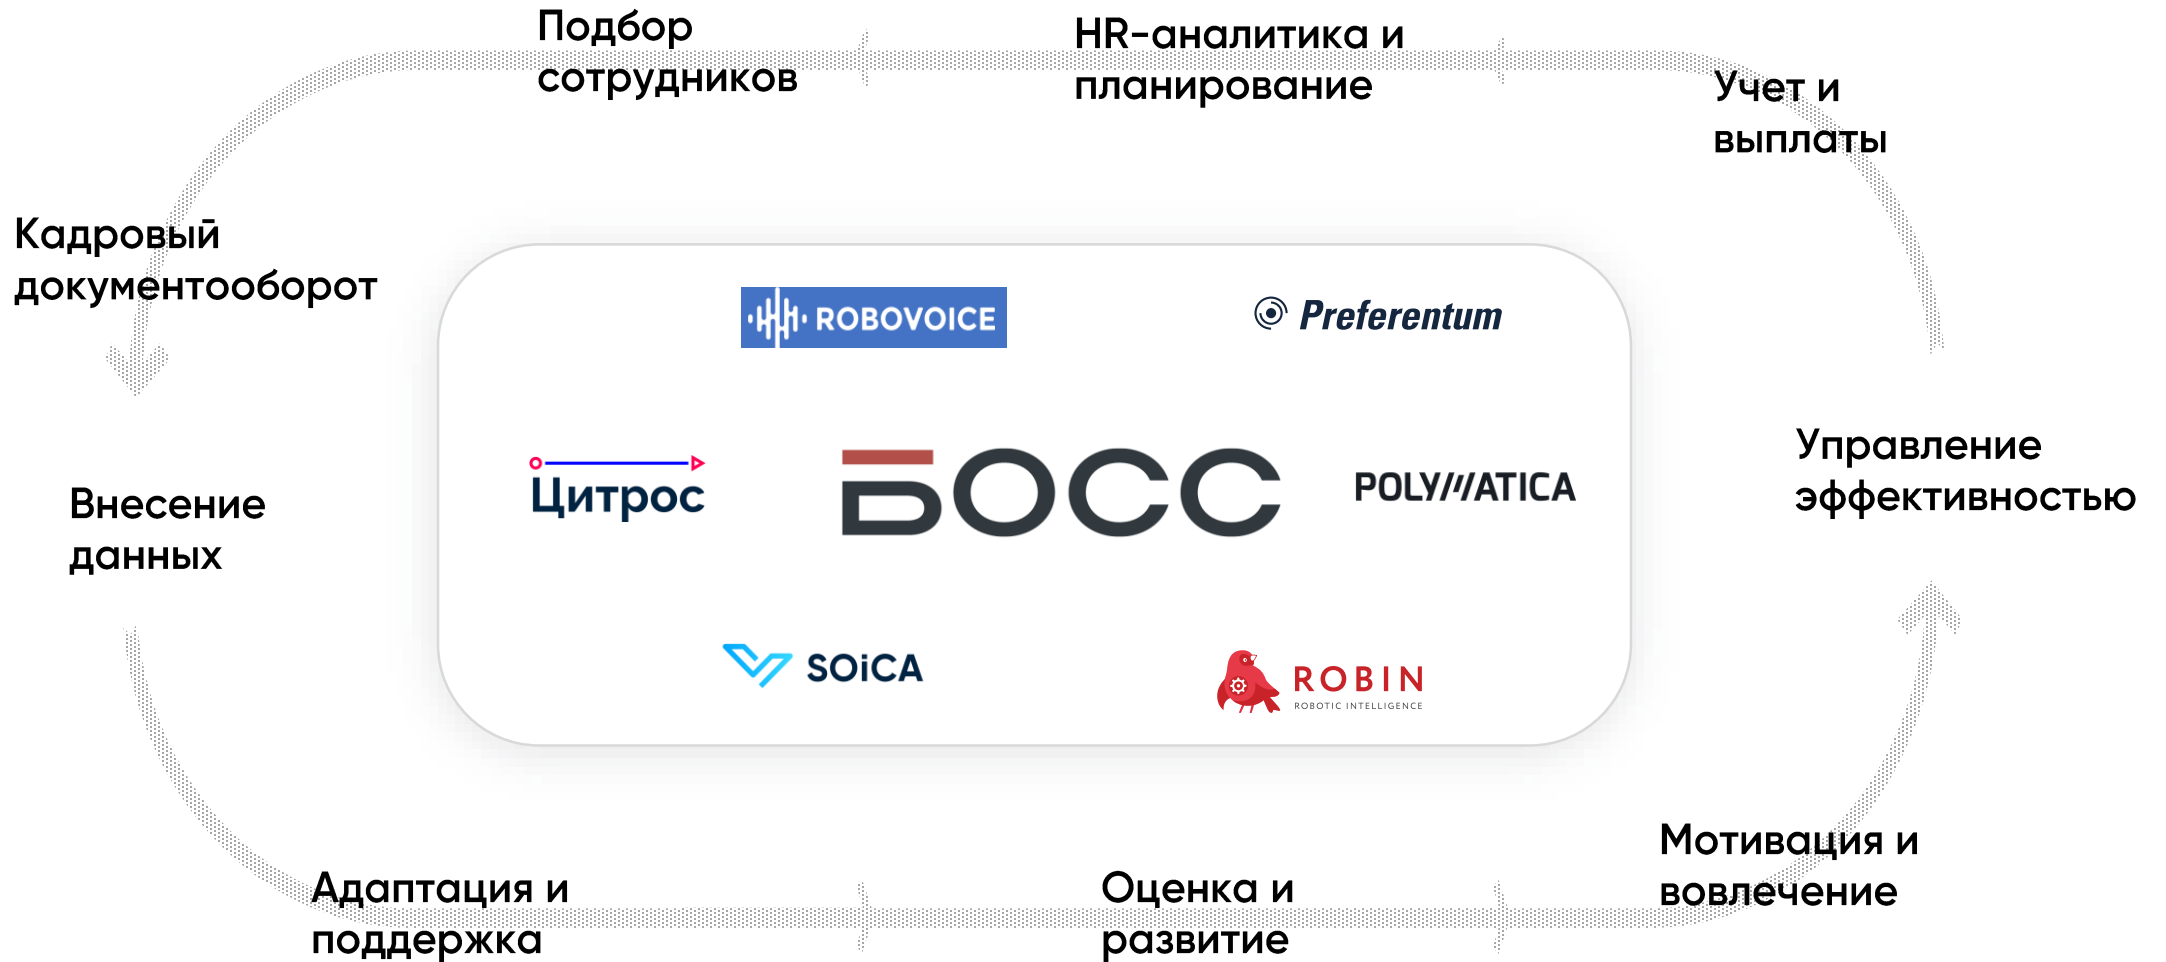 Подбор
сотрудников
HR-аналитика и
планирование
Учет и
выплаты
Кадровый
документооборот
ROBOVOICE
Preferentum
Цитрос
БОСС
POLYMATICA
Управление
эффективностью
Внесение
данных
SOiCA
ROBIN
ROBOTIC INTELLIGENCE
Мотивация и
вовлечение
Адаптация и
поддержка
Оценка и
развитие